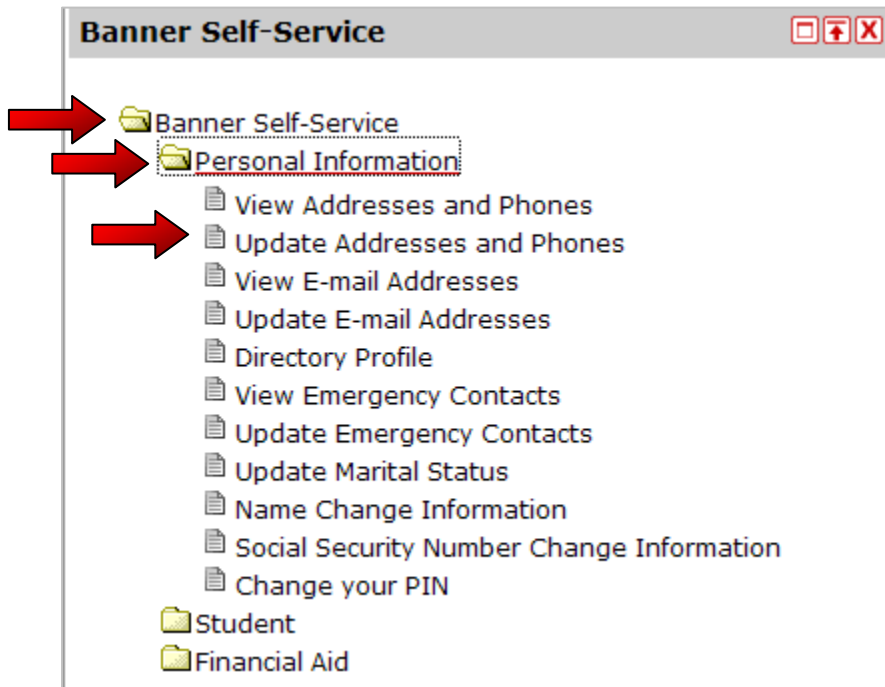 Banner Self-Service
Banner Self-Service
Personal Information
View Addresses and Phones
Update Addresses and Phones
View E-mail Addresses
Update E-mail Addresses
Directory Profile
View Emergency Contacts
Update Emergency Contacts
Update Marital Status
Name Change Information
Social Security Number Change Information
Change your PIN
Student
Financial Aid